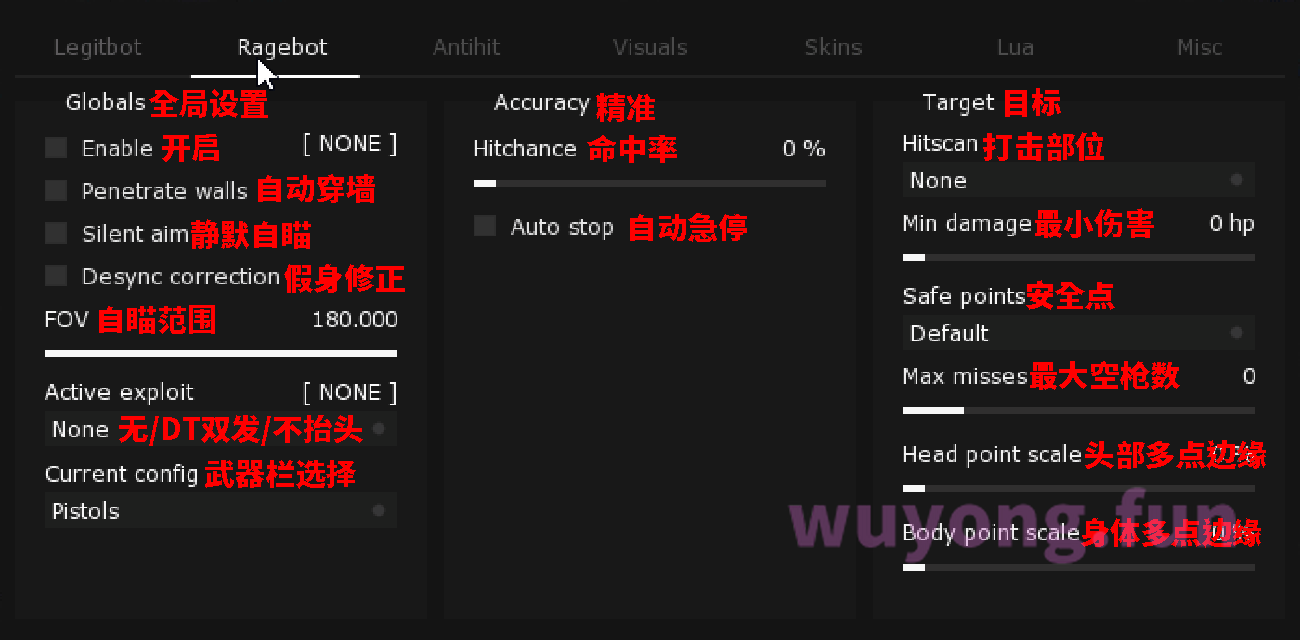 Legitbot Ragebot Antihit Visuals Skins Lua Misc
Globals 全局设置
Enable 开启 [ NONE ]
Penetrate walls 自动穿墙
Silent aim 静默自瞄
Desync correction 假身修正
FOV 自瞄范围 180.000
Active exploit [ NONE ]
None 无/DT双发/不抬头
Current config 武器栏选择
Pistols
Accuracy 精准
Hitchance 命中率 0 %
Auto stop 自动急停
Target 目标
Hitscan 打击部位
None
Min damage 最小伤害 0 hp
Safe points 安全点
Default
Max misses 最大空枪数 0
Head point scale 头部多点边缘
Body point scale 身体多点边缘
wuyong.fun